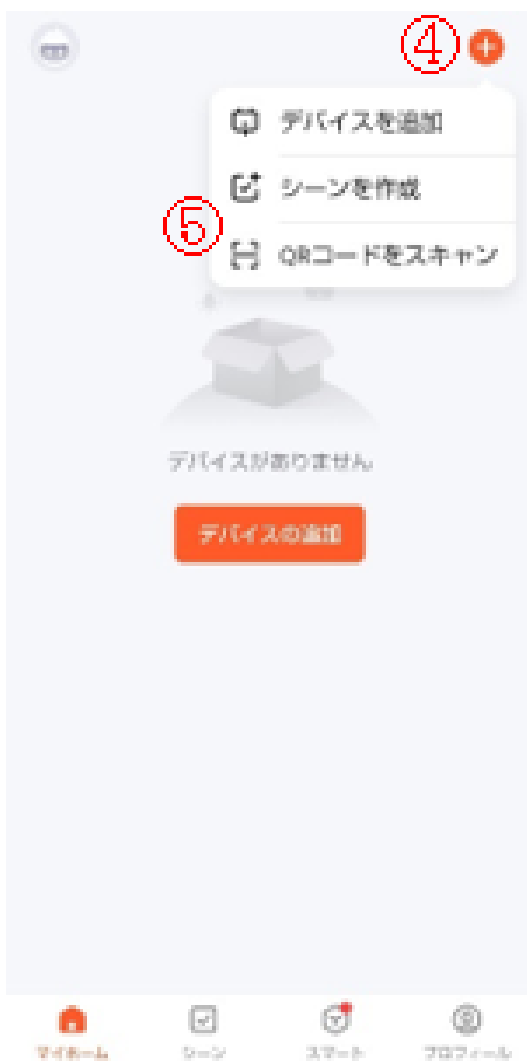 ④
デバイスを追加
シーンを作成
⑤
QRコードをスキャン
デバイスがありません
デバイスの追加
マイホーム
シーン
スマート
プロフィール